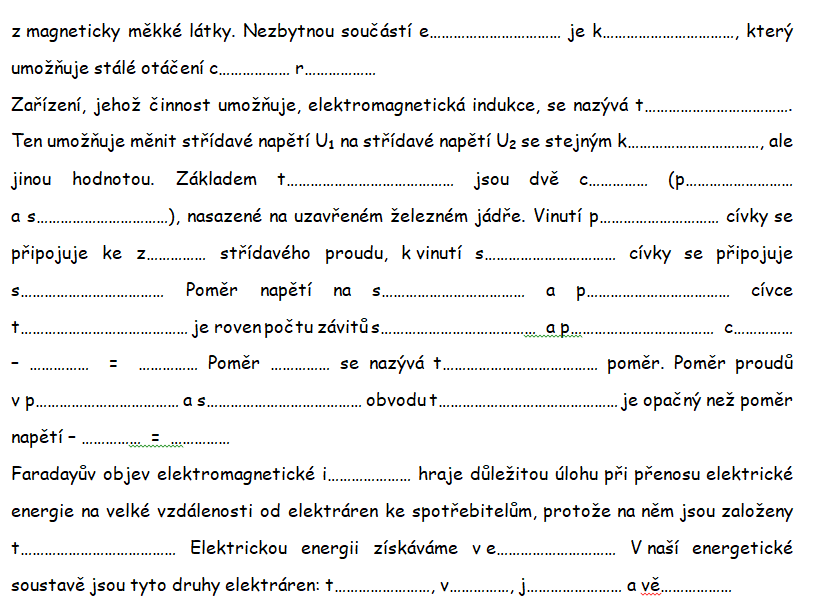 z magneticky měkké látky. Nezbytnou součástí e…………………………… je k……………………………, který
umožňuje stálé otáčení c……………… r………………
Zařízení, jehož činnost umožňuje, elektromagnetická indukce, se nazývá t………………………………
Ten umožňuje měnit střídavé napětí U₁ na střídavé napětí U₂ se stejným k……………………………, ale
jinou hodnotou. Základem t…………………………………… jsou dvě c…………… (p………………………
a s……………………………), nasazené na uzavřeném železném jádře. Vinutí p………………………… cívky se
připojuje ke z…………… střídavého proudu, k vinutí s…………………………… cívky se připojuje
s……………………………… Poměr napětí na s……………………………… a p……………………………… cívce
t…………………………………… je roven počtu závitů s………………………………… a p……………………………… c……………
– …………… = …………… Poměr …………… se nazývá t………………………………… poměr. Poměr proudů
v p……………………………… a s………………………………… obvodu t……………………………………… je opačný než poměr
napětí – …………… = ……………
Faradayův objev elektromagnetické i………………… hraje důležitou úlohu při přenosu elektrické
energie na velké vzdálenosti od elektráren ke spotřebitelům, protože na něm jsou založeny
t………………………………… Elektrickou energii získáváme v e………………………… V naší energetické
soustavě jsou tyto druhy elektráren: t……………………, v……………, j…………………… a vě………………